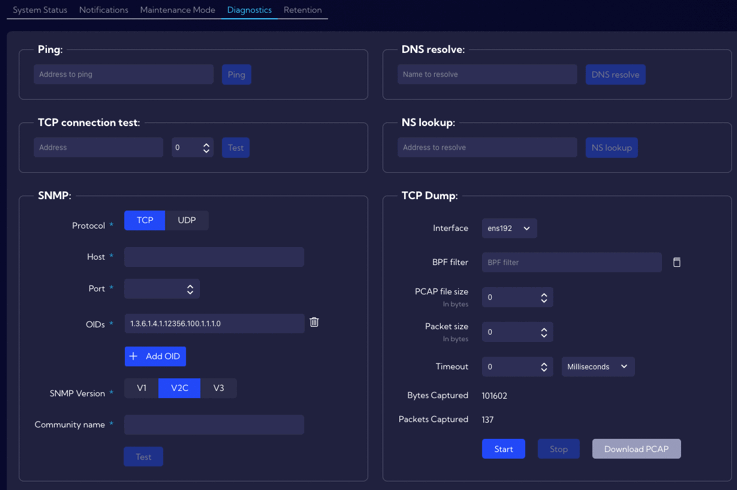 System Status Notifications Maintenance Mode Diagnostics Retention
Ping:
Address to ping Ping
DNS resolve:
Name to resolve DNS resolve
TCP connection test:
Address 0 Test
NS lookup:
Address to resolve NS lookup
SNMP:
Protocol * TCP UDP
Host *
Port *
OIDs * 1.3.6.1.4.1.12356.100.1.1.1.0
+ Add OID
SNMP Version * V1 V2C V3
Community name *
Test
TCP Dump:
Interface ens192
BPF filter BPF filter
PCAP file size 0
In bytes
Packet size 0
In bytes
Timeout 0 Milliseconds
Bytes Captured 101602
Packets Captured 137
Start Stop Download PCAP